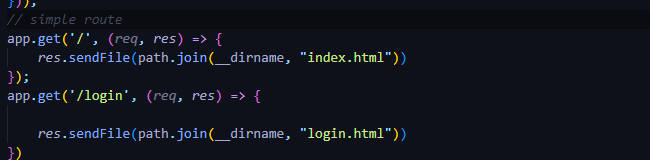 }));
// simple route
app.get('/', (req, res) => {
    res.sendFile(path.join(__dirname, "index.html"))
});
app.get('/login', (req, res) => {
    res.sendFile(path.join(__dirname, "login.html"))
})